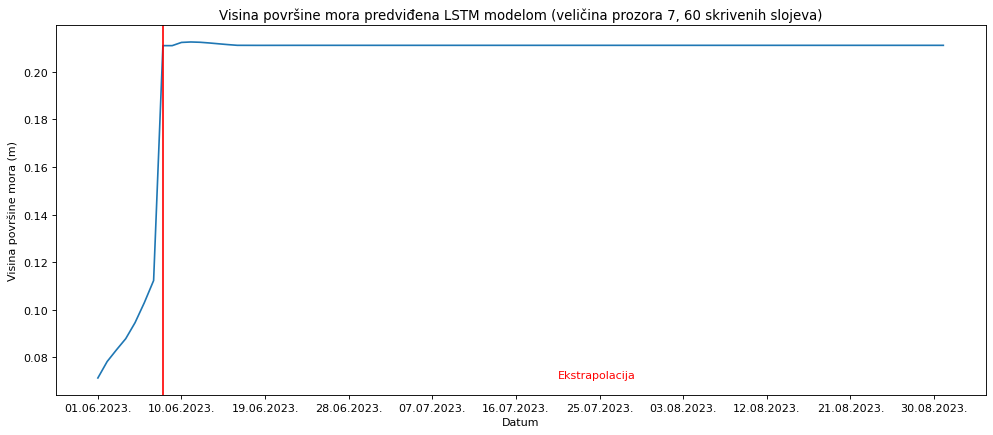 Visina površine mora predviđena LSTM modelom (veličina prozora 7, 60 skrivenih slojeva)
Visina površine mora (m)
0.20
0.18
0.16
0.14
0.12
0.10
0.08
Ekstrapolacija
01.06.2023. 10.06.2023. 19.06.2023. 28.06.2023. 07.07.2023. 16.07.2023. 25.07.2023. 03.08.2023. 12.08.2023. 21.08.2023. 30.08.2023.
Datum